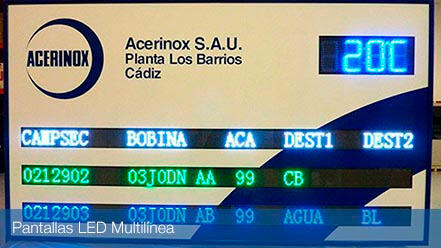 ACERINOX
Acerinox S.A.U.
Planta Los Barrios
Cádiz
20C
CAMPSEC BOBINA ACA DEST1 DEST2
0212902 03J0DN AA 99 CB
0212903 03J0DN AB 99 AGUA BL
Pantallas LED Multilínea